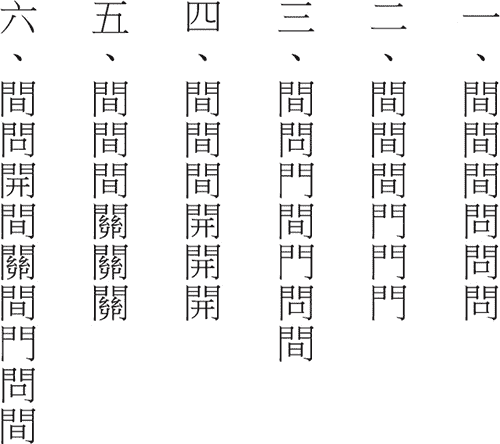 一、間間間問問問
二、間間間門門門
三、間問門間門問間
四、間間間開開開
五、間間間關關關
六、間問開間關間門問間